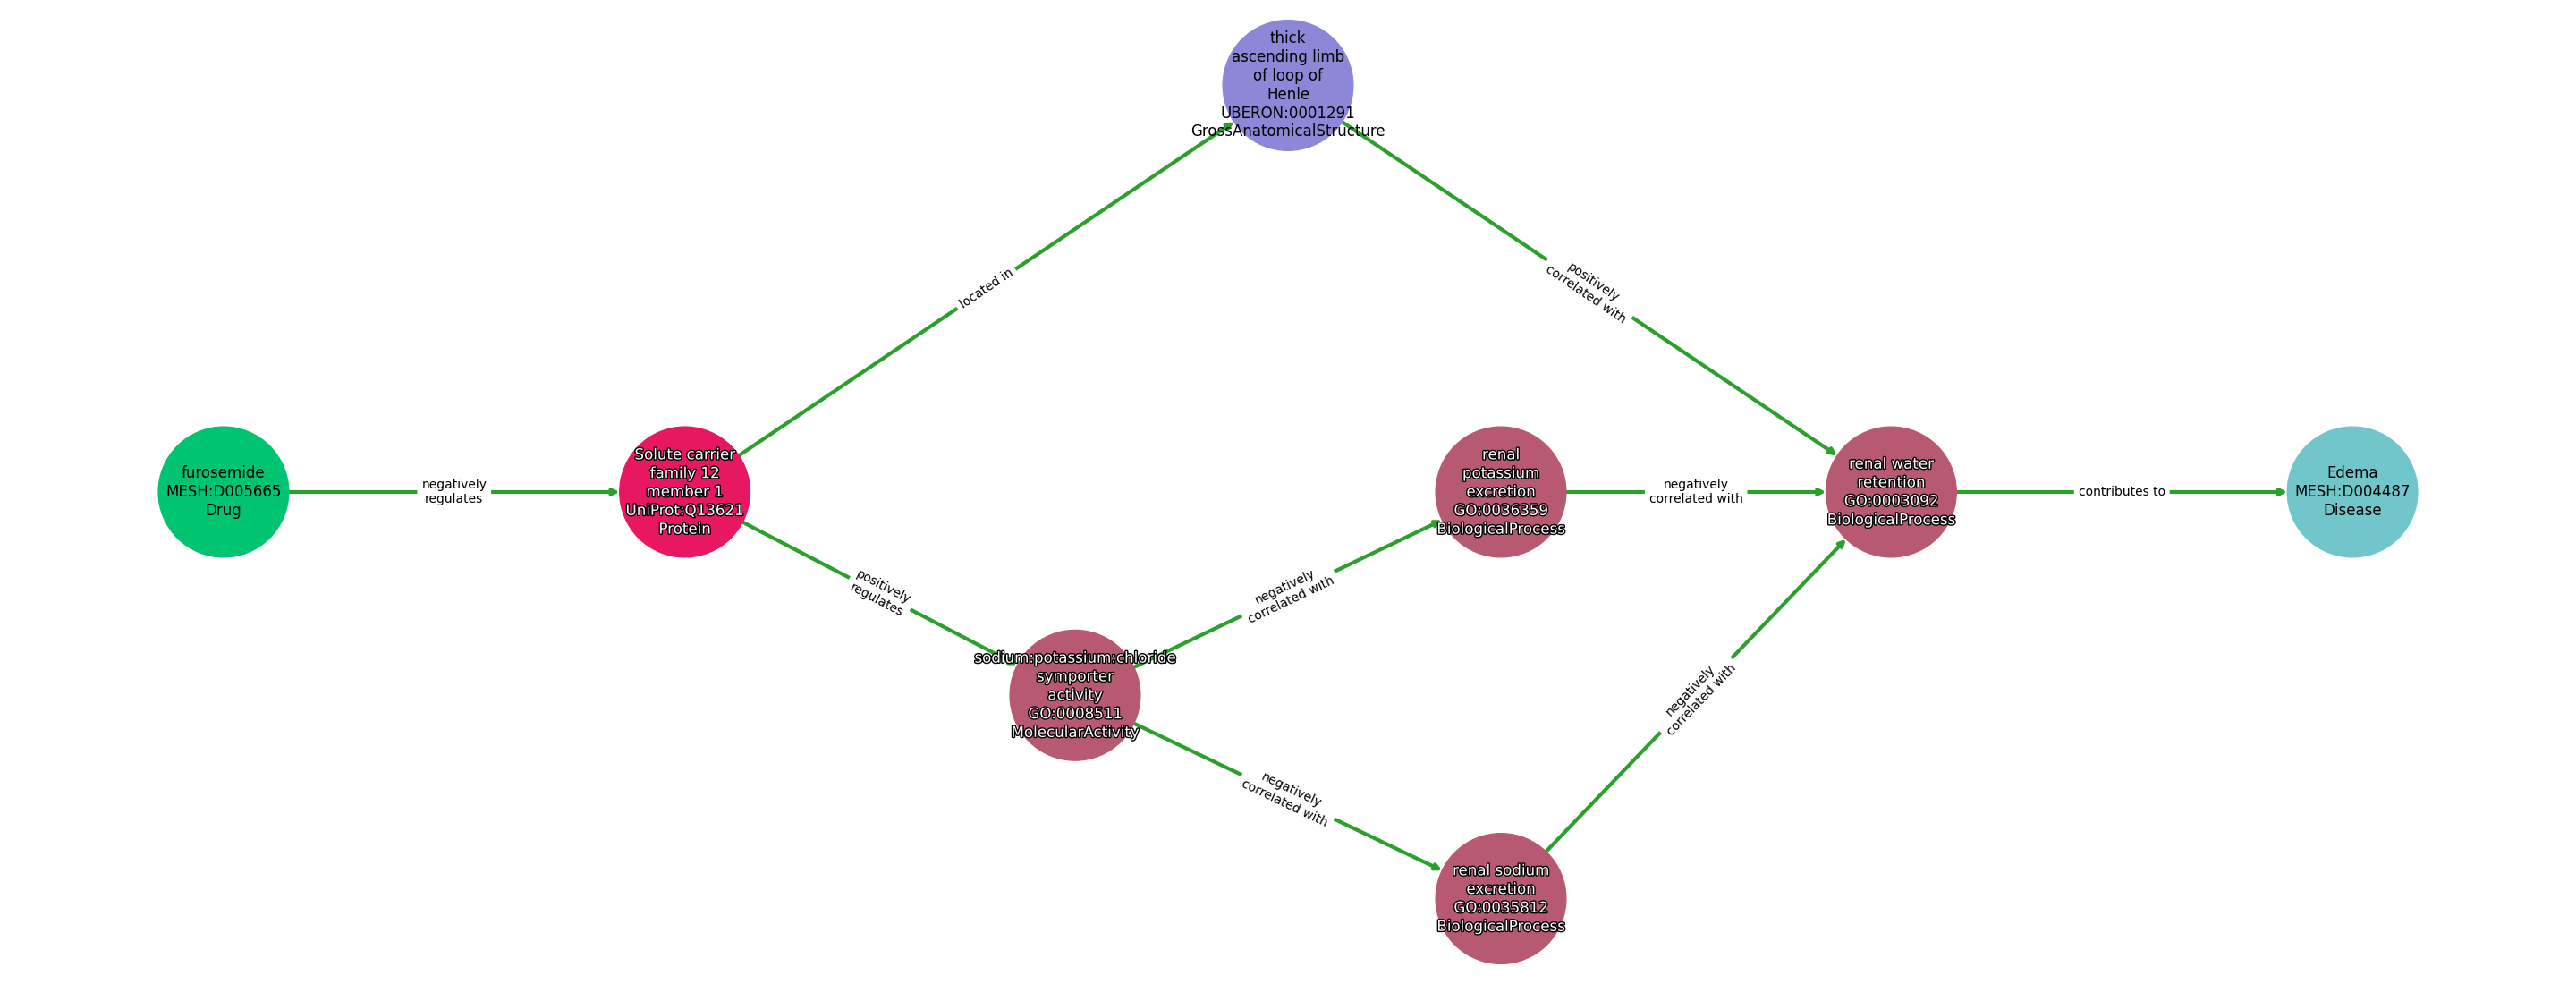 thick
ascending limb
of loop of
Henle
UBERON:0001291
GrossAnatomicalStructure
located in
positively
correlated with
furosemide
MESH:D005665
Drug
negatively
regulates
Solute carrier
family 12
member 1
UniProt:Q13621
Protein
renal
potassium
excretion
GO:0036359
BiologicalProcess
negatively
correlated with
renal water
retention
GO:0003092
BiologicalProcess
contributes to
Edema
MESH:D004487
Disease
positively
regulates
negatively
correlated with
sodium:potassium:chloride
symporter
activity
GO:0008511
MolecularActivity
negatively
correlated with
negatively
correlated with
renal sodium
excretion
GO:0035812
BiologicalProcess